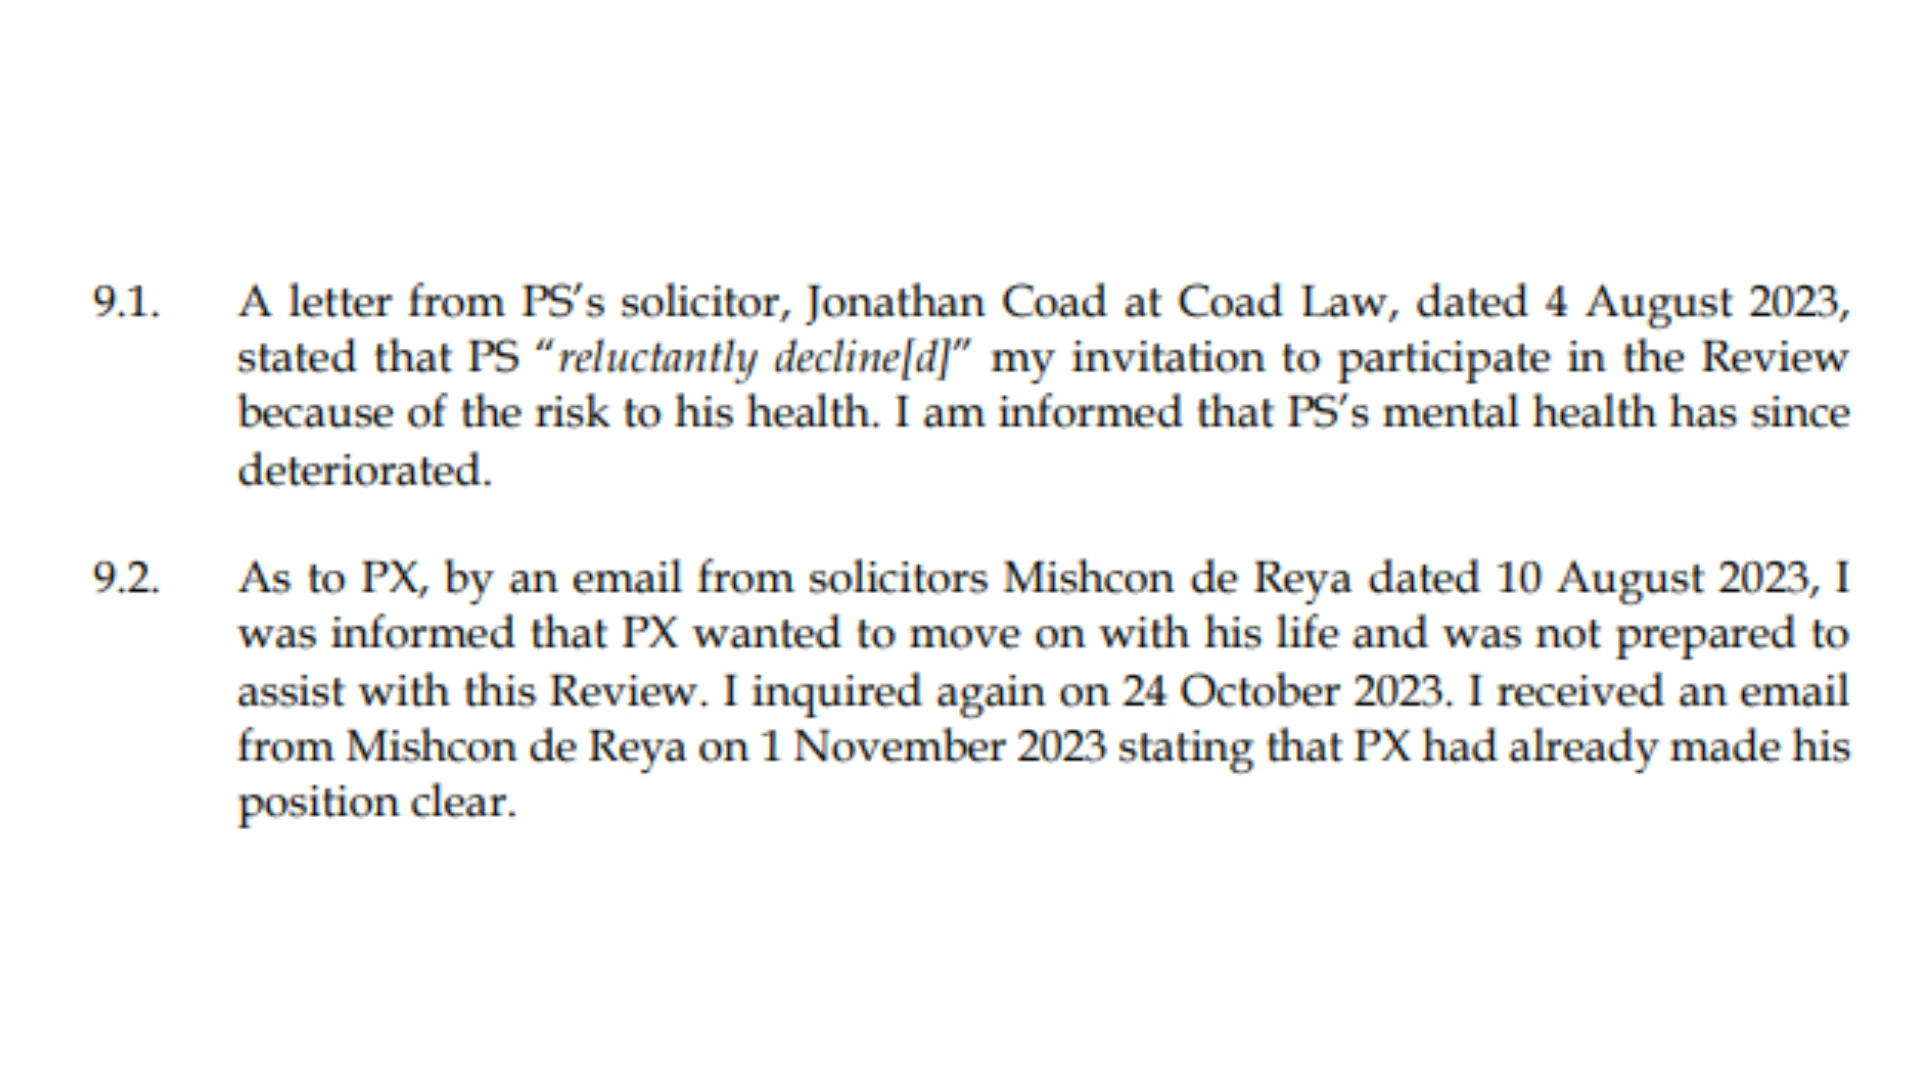 9.1. A letter from PS’s solicitor, Jonathan Coad at Coad Law, dated 4 August 2023,
stated that PS “reluctantly decline[d]” my invitation to participate in the Review
because of the risk to his health. I am informed that PS’s mental health has since
deteriorated.
9.2. As to PX, by an email from solicitors Mishcon de Reya dated 10 August 2023, I
was informed that PX wanted to move on with his life and was not prepared to
assist with this Review. I inquired again on 24 October 2023. I received an email
from Mishcon de Reya on 1 November 2023 stating that PX had already made his
position clear.